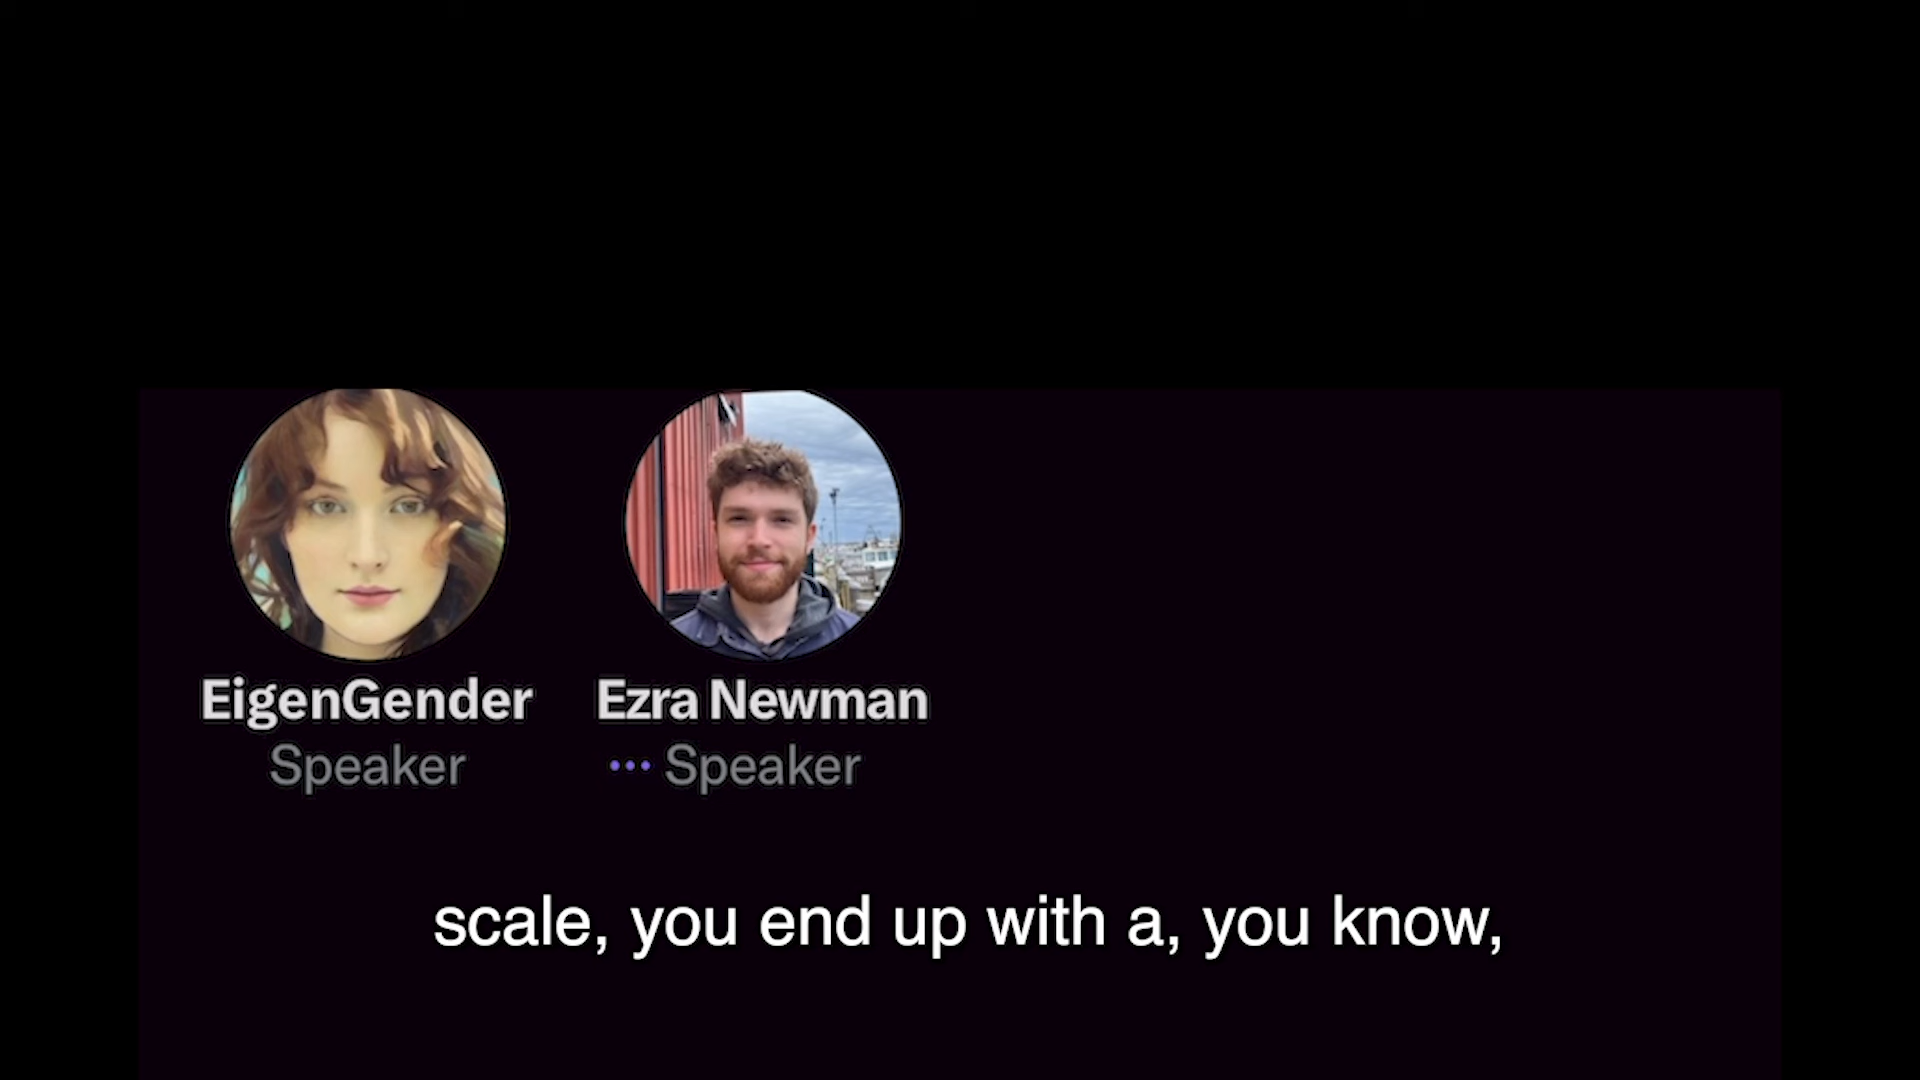 EigenGender
Ezra Newman
Speaker
••• Speaker
scale, you end up with a, you know,